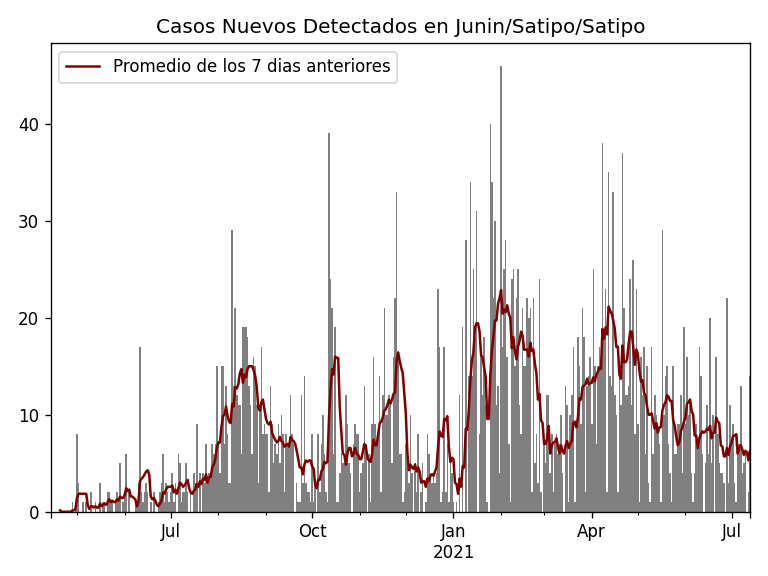 Casos Nuevos Detectados en Junin/Satipo/Satipo
Promedio de los 7 dias anteriores
40
30
20
10
0
Jul
Oct
Jan
Apr
Jul
2021